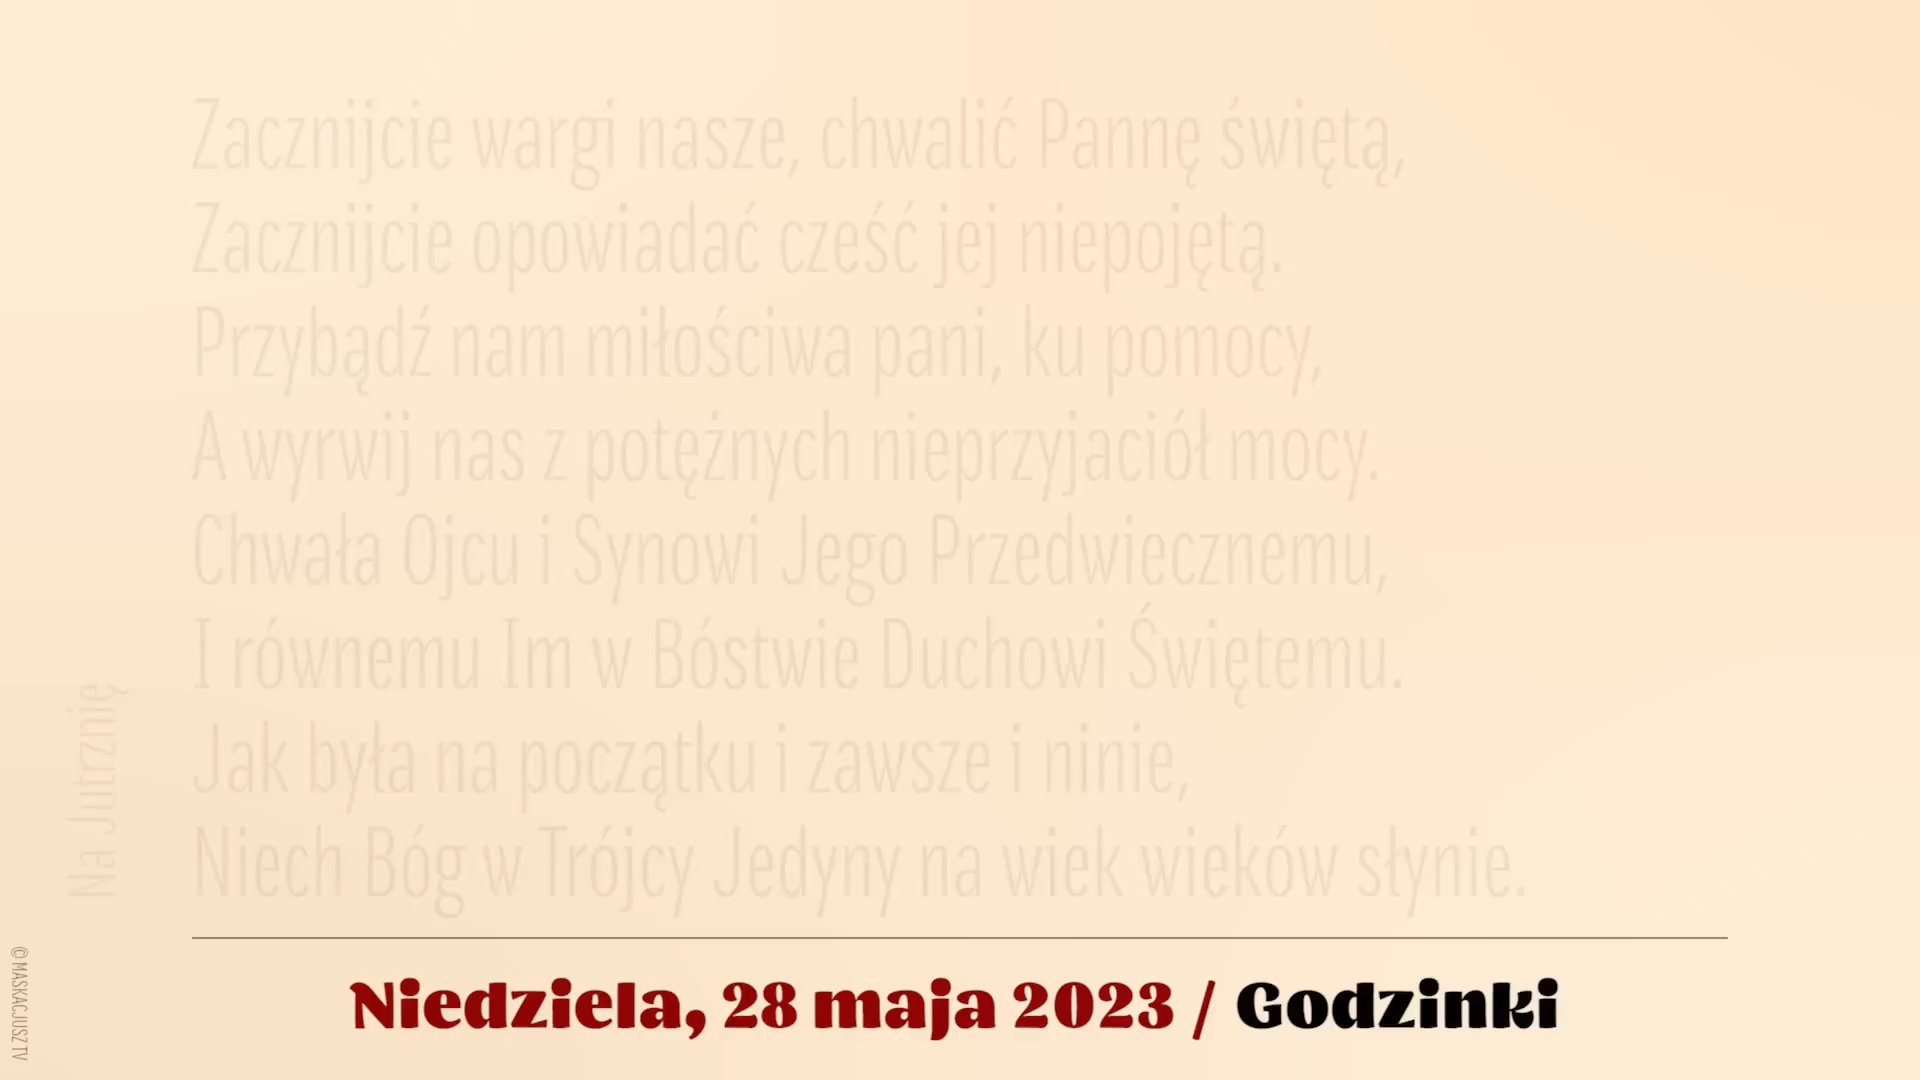 Zacznijcie wargi nasze, chwalić Pannę świętą,
Zacznijcie opowiadać cześć jej niepojętą.
Przybądź nam miłościwa pani, ku pomocy,
A wyrwij nas z potężnych nieprzyjaciół mocy.
Chwała Ojcu i Synowi Jego Przedwiecznemu,
I równemu Im w Bóstwie Duchowi Świętemu.
Jak była na początku i zawsze i ninie,
Niech Bóg w Trójcy Jedyny na wiek wieków słynie.
Na Jutrznię
© MASKACJUSZ TV
Niedziela, 28 maja 2023 / Godzinki